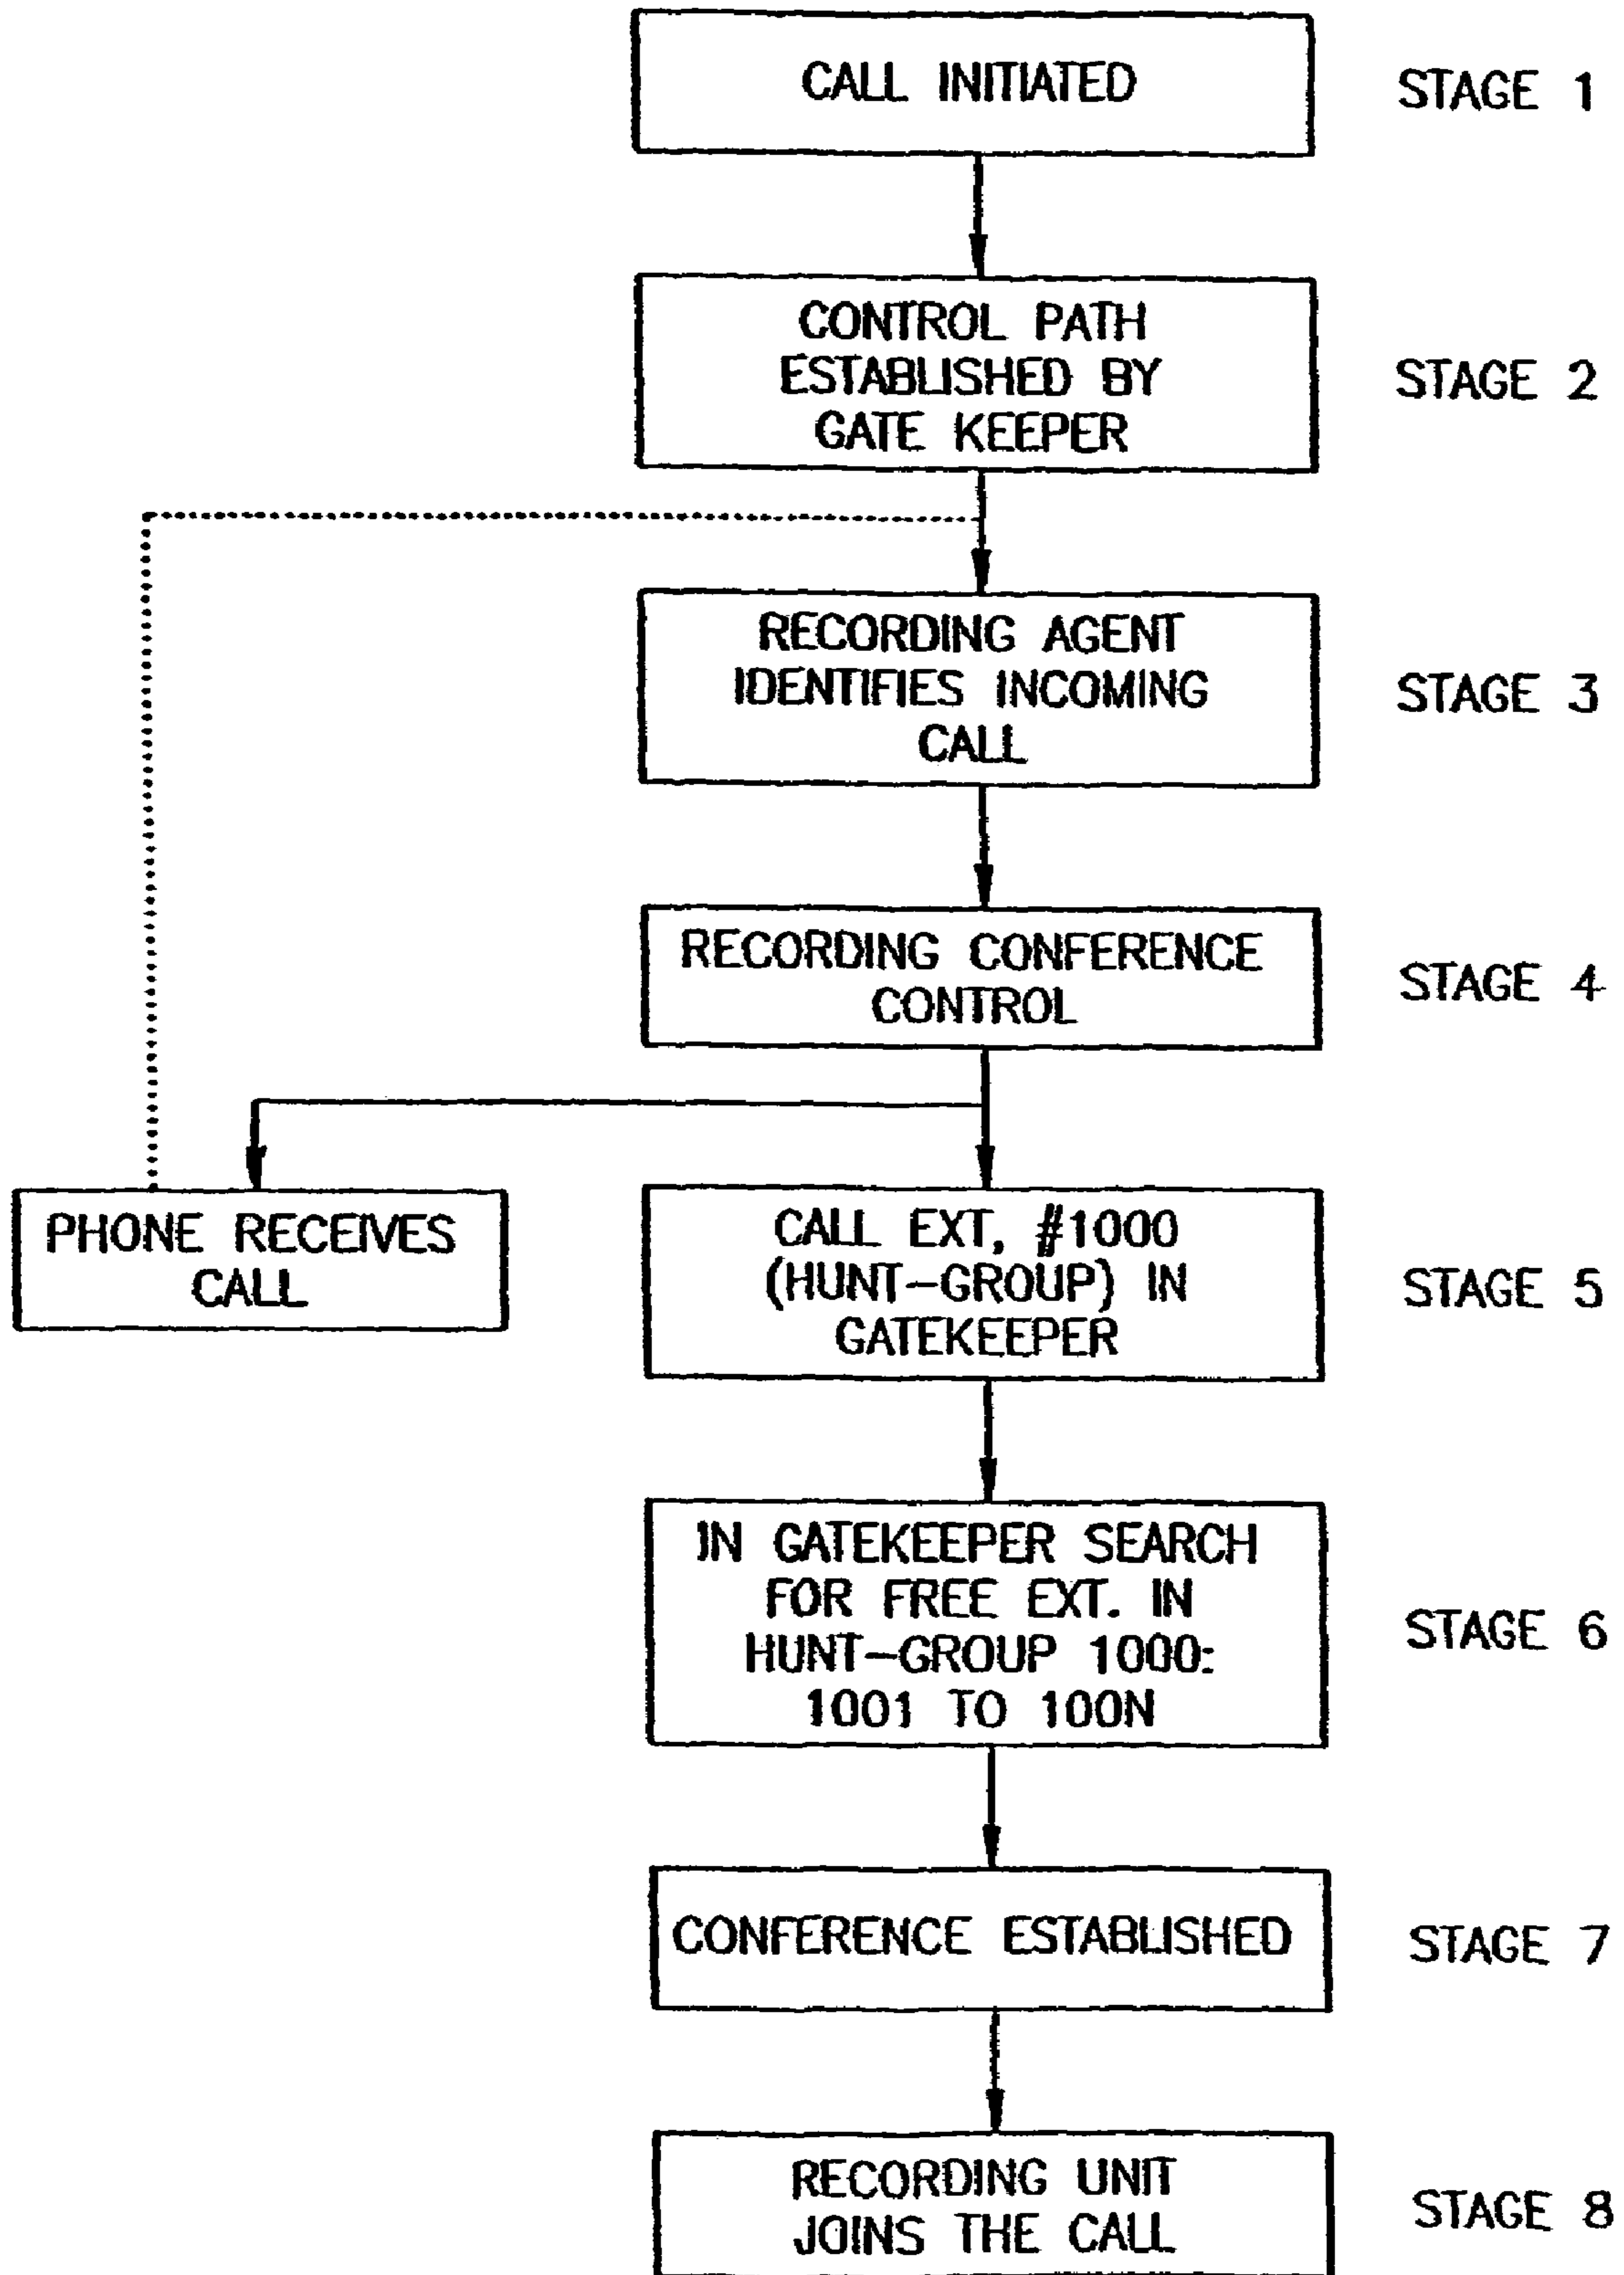 CALL INITIATED
STAGE 1
CONTROL PATH
ESTABLISHED BY
GATE KEEPER
STAGE 2
RECORDING AGENT
IDENTIFIES INCOMING
CALL
STAGE 3
RECORDING CONFERENCE
CONTROL
STAGE 4
PHONE RECEIVES
CALL
CALL EXT, #1000
(HUNT-GROUP) IN
GATEKEEPER
STAGE 5
IN GATEKEEPER SEARCH
FOR FREE EXT. IN
HUNT-GROUP 1000:
1001 TO 100N
STAGE 6
CONFERENCE ESTABLISHED
STAGE 7
RECORDING UNIT
JOINS THE CALL
STAGE 8